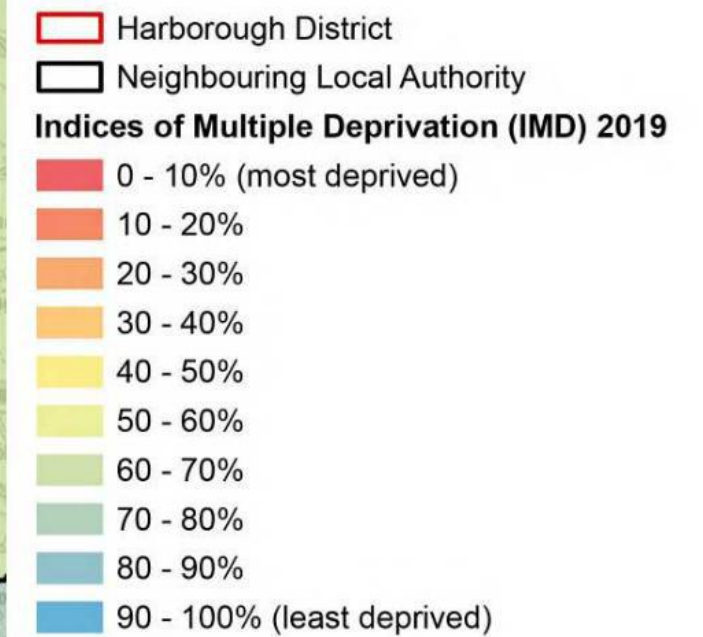 Harborough District
Neighbouring Local Authority
Indices of Multiple Deprivation (IMD) 2019
0 - 10% (most deprived)
10 - 20%
20 - 30%
30 - 40%
40 - 50%
50 - 60%
60 - 70%
70 - 80%
80 - 90%
90 - 100% (least deprived)